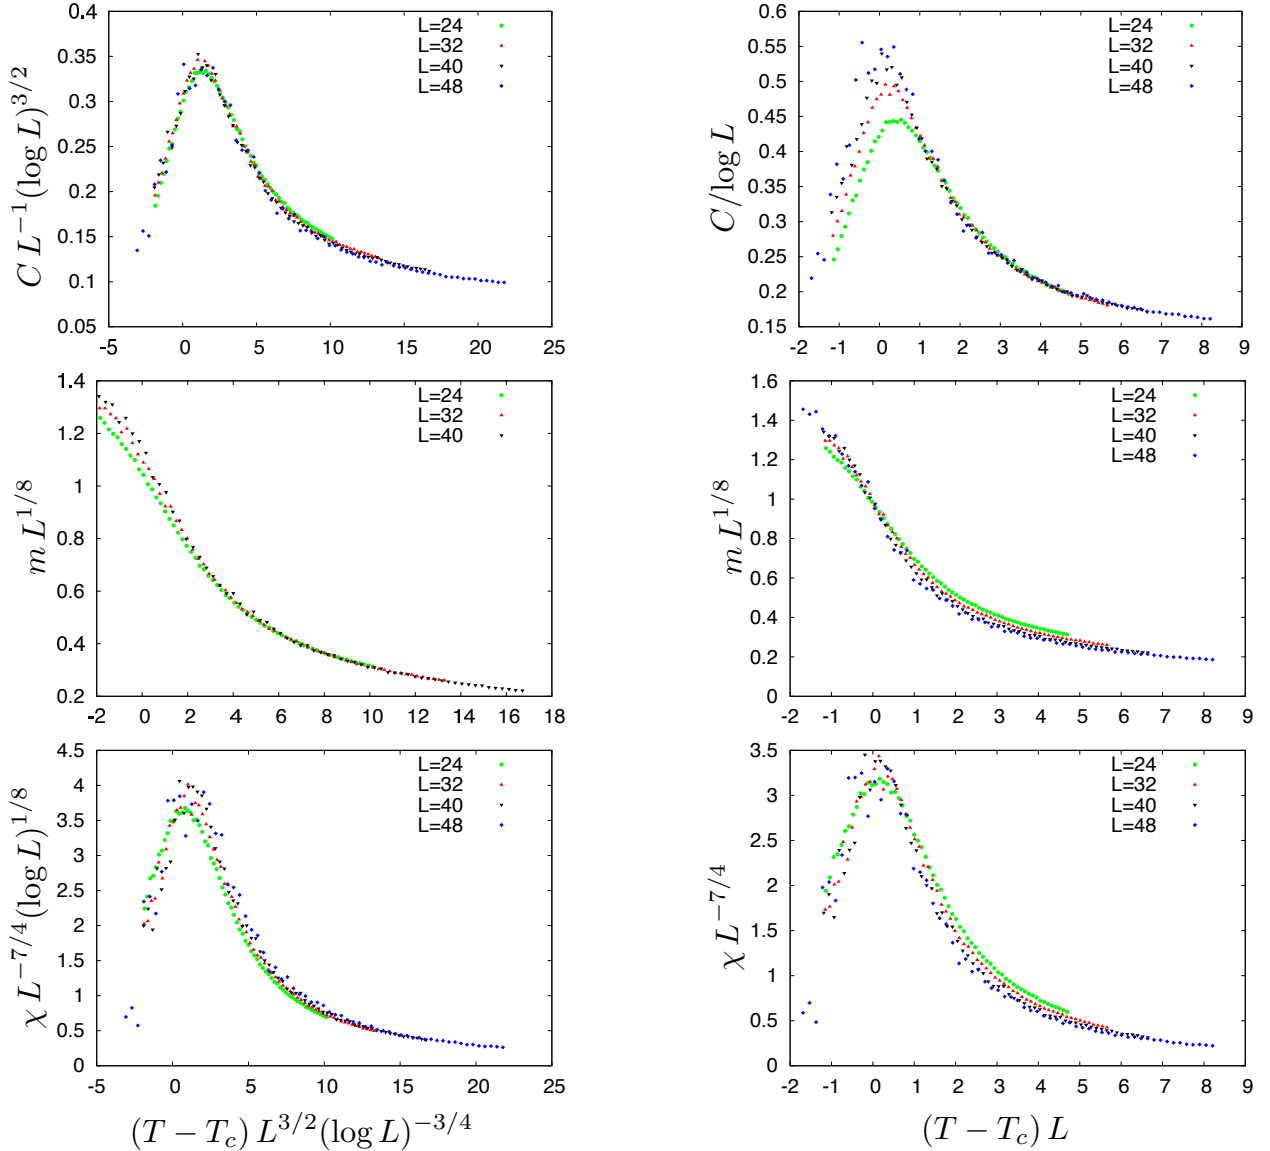 C L^{-1}(log L)^{3/2}
0.4
0.35
0.3
0.25
0.2
0.15
0.1
0.05
-5 0 5 10 15 20 25
L=24
L=32
L=40
L=48
C/log L
0.6
0.55
0.5
0.45
0.4
0.35
0.3
0.25
0.2
0.15
-2 -1 0 1 2 3 4 5 6 7 8 9
L=24
L=32
L=40
L=48
m L^{1/8}
1.4
1.2
1
0.8
0.6
0.4
0.2
-2 0 2 4 6 8 10 12 14 16 18
L=24
L=32
L=40
m L^{1/8}
1.6
1.4
1.2
1
0.8
0.6
0.4
0.2
0
-2 -1 0 1 2 3 4 5 6 7 8 9
L=24
L=32
L=40
L=48
χ L^{-7/4}(log L)^{1/8}
4.5
4
3.5
3
2.5
2
1.5
1
0.5
0
-5 0 5 10 15 20 25
L=24
L=32
L=40
L=48
(T − T_c) L^{3/2}(log L)^{-3/4}
χ L^{-7/4}
3.5
3
2.5
2
1.5
1
0.5
0
-2 -1 0 1 2 3 4 5 6 7 8 9
L=24
L=32
L=40
L=48
(T − T_c) L